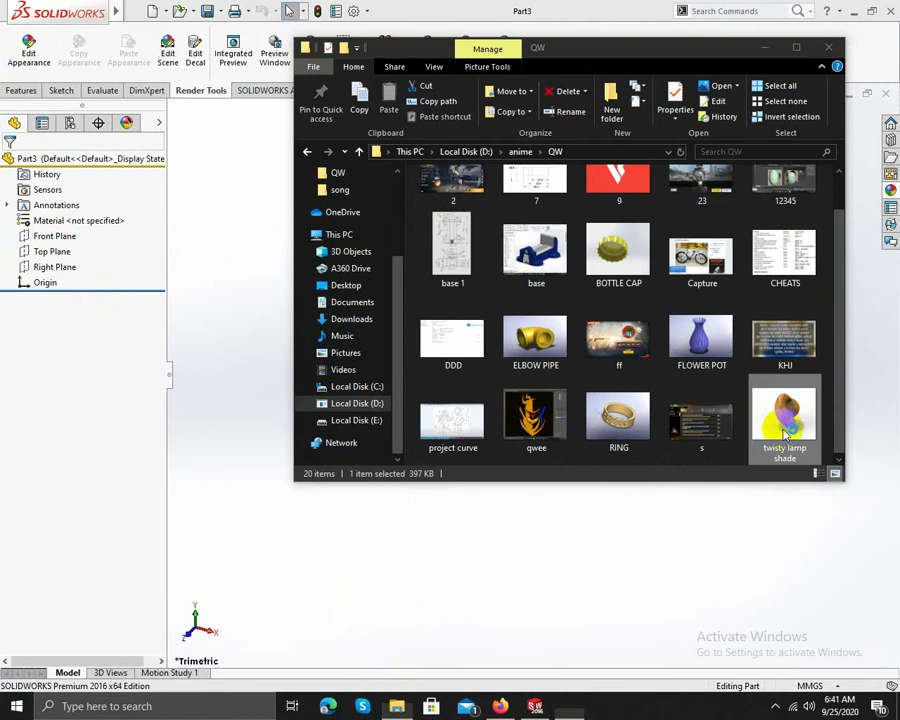 SOLIDWORKS
Part3
Search Commands
Edit Appearance
Copy Appearance
Paste Appearance
Edit Scene
Edit Decal
Integrated Preview
Preview Window
Features
Sketch
Evaluate
DimXpert
Render Tools
SOLIDWORKS A
Part3 (Default<<Default>_Display State
History
Sensors
Annotations
Material <not specified>
Front Plane
Top Plane
Right Plane
Origin
Manage
QW
File
Home
Share
View
Picture Tools
Pin to Quick access
Copy
Paste
Cut
Copy path
Paste shortcut
Clipboard
Move to
Copy to
Delete
Rename
Organize
New folder
New
Properties
Open
Edit
History
Open
Select all
Select none
Invert selection
Select
This PC
Local Disk (D:)
anime
QW
Search QW
QW
song
OneDrive
This PC
3D Objects
A360 Drive
Desktop
Documents
Downloads
Music
Pictures
Videos
Local Disk (C:)
Local Disk (D:)
Local Disk (E:)
Network
2
7
9
23
12345
base 1
base
BOTTLE CAP
Capture
CHEATS
DDD
ELBOW PIPE
ff
FLOWER POT
KHJ
project curve
qwee
RING
s
twisty lamp
shade
20 items
1 item selected 397 KB
Y
X
Z
*Trimetric
Activate Windows
Go to Settings to activate Windows.
Model
3D Views
Motion Study 1
SOLIDWORKS Premium 2016 x64 Edition
Editing Part
MMGS
Type here to search
6:41 AM
9/25/2020